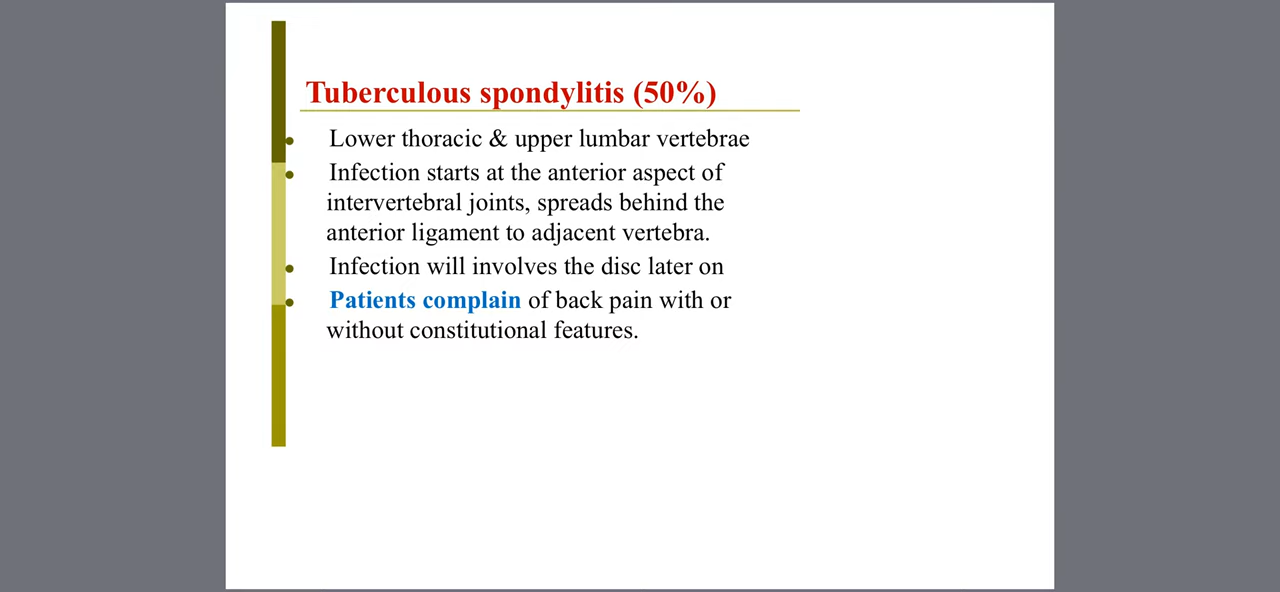 Tuberculous spondylitis (50%)
• Lower thoracic & upper lumbar vertebrae
• Infection starts at the anterior aspect of
intervertebral joints, spreads behind the
anterior ligament to adjacent vertebra.
• Infection will involves the disc later on
• Patients complain of back pain with or
without constitutional features.